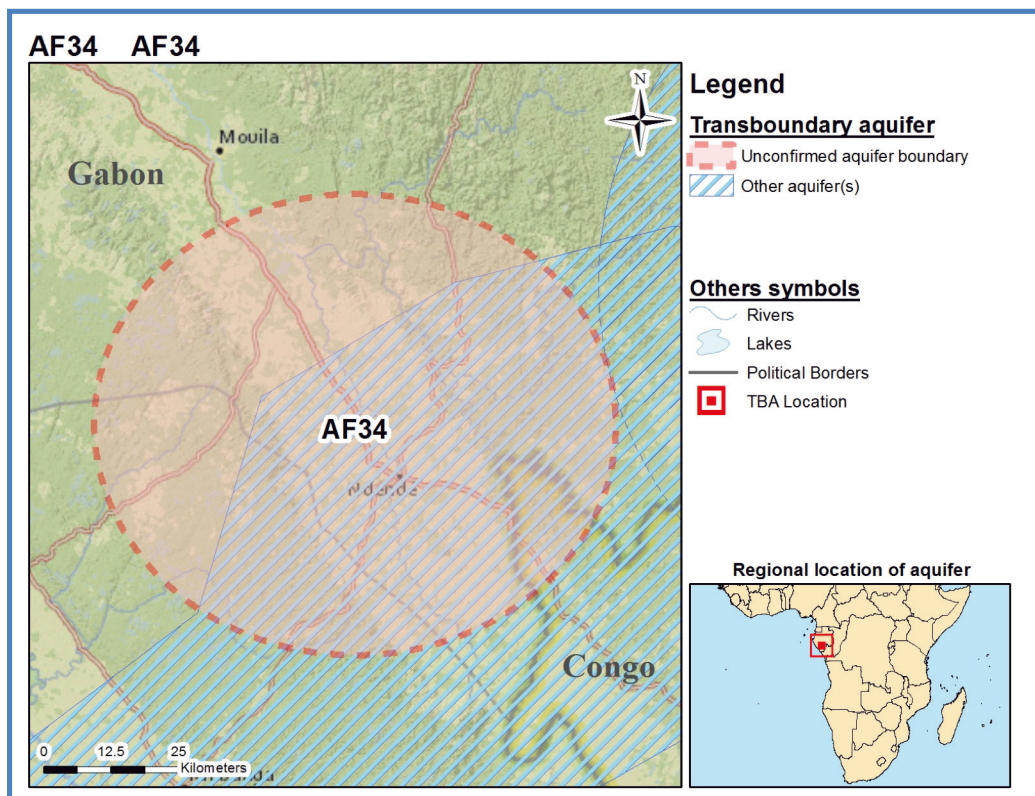 AF34 AF34
N
Mouila
Gabon
AF34
Ndende
Congo
0 12.5 25
Kilometers
Legend
Transboundary aquifer
Unconfirmed aquifer boundary
Other aquifer(s)
Others symbols
Rivers
Lakes
Political Borders
TBA Location
Regional location of aquifer